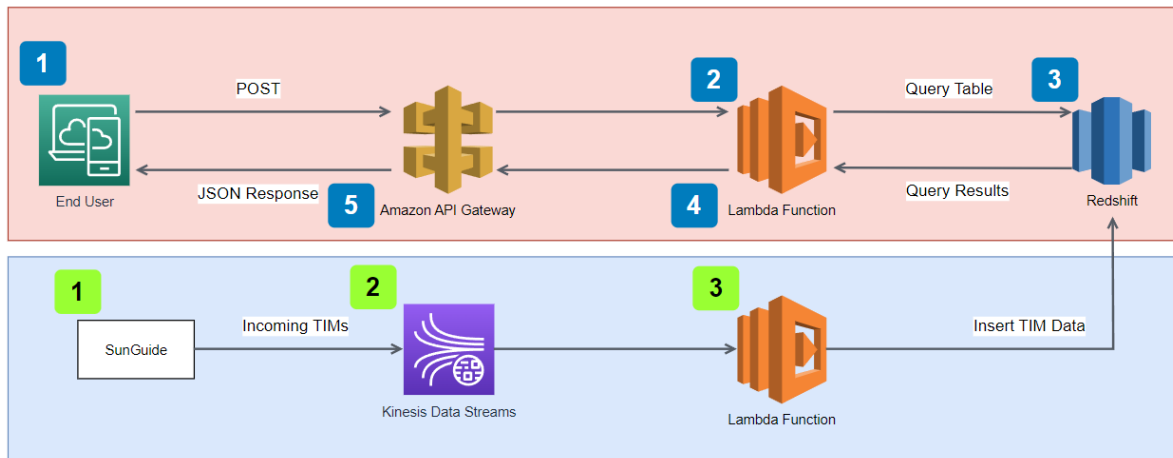 1
POST
2
Query Table
3
End User
JSON Response
5
Amazon API Gateway
4
Lambda Function
Query Results
Redshift
1
SunGuide
Incoming TIMs
2
Kinesis Data Streams
3
Lambda Function
Insert TIM Data